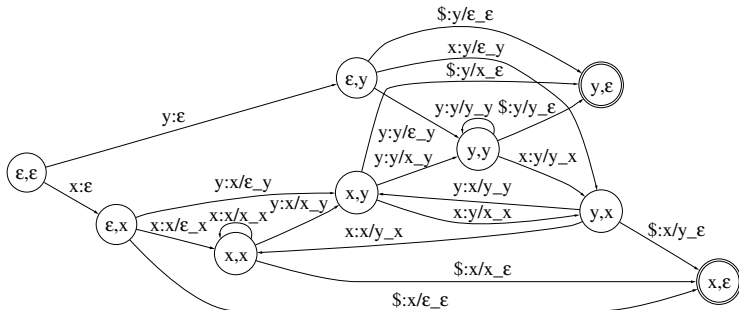 $:y/ε_ε
x:y/ε_y
$:y/x_ε
ε,y
y,ε
y:y/y_y
$:y/y_ε
y:ε
y:y/ε_y
y,y
y:y/x_y
x:y/y_x
ε,ε
x:ε
y:x/ε_y
x,y
y:x/y_y
y:x/x_y
x:x/x_x
ε,x
x:x/ε_x
x:y/x_x
y,x
x:x/y_x
x,x
$:x/y_ε
$:x/x_ε
x,ε
$:x/ε_ε